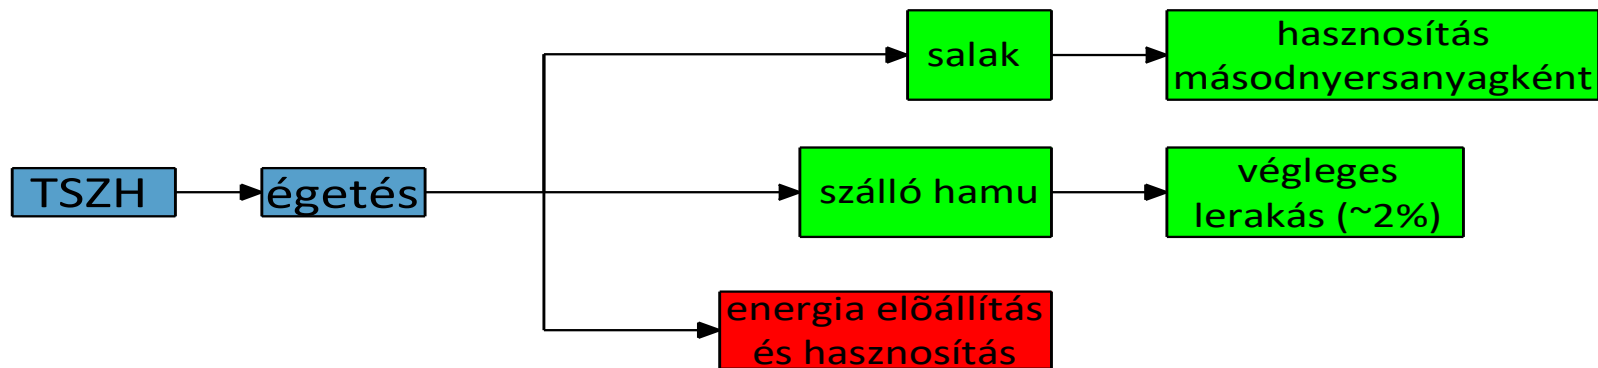 TSZH
égetés
salak
hasznosítás
másodnyersanyagként
szálló hamu
végleges
lerakás (~2%)
energia elõállítás
és hasznosítás